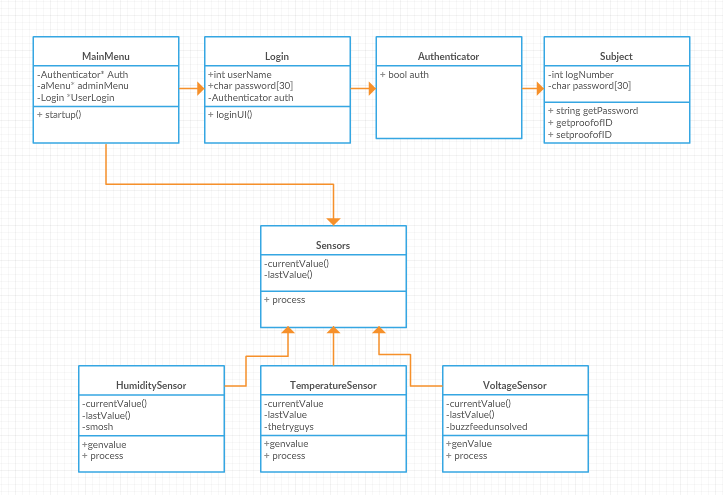 MainMenu
-Authenticator* Auth
-aMenu* adminMenu
-Login *UserLogin
+ startup()
Login
+int userName
+char password[30]
-Authenticator auth
+ loginUI()
Authenticator
+ bool auth
Subject
-int logNumber
-char password[30]
+ string getPassword
+ getproofofID
+ setproofofID
Sensors
-currentValue()
-lastValue()
+ process
HumiditySensor
-currentValue()
-lastValue()
-smosh
+genvalue
+ process
TemperatureSensor
-currentValue
-lastValue
-thetryguys
+genvalue
+ process
VoltageSensor
-currentValue()
-lastValue()
-buzzfeedunsolved
+genValue
+ process